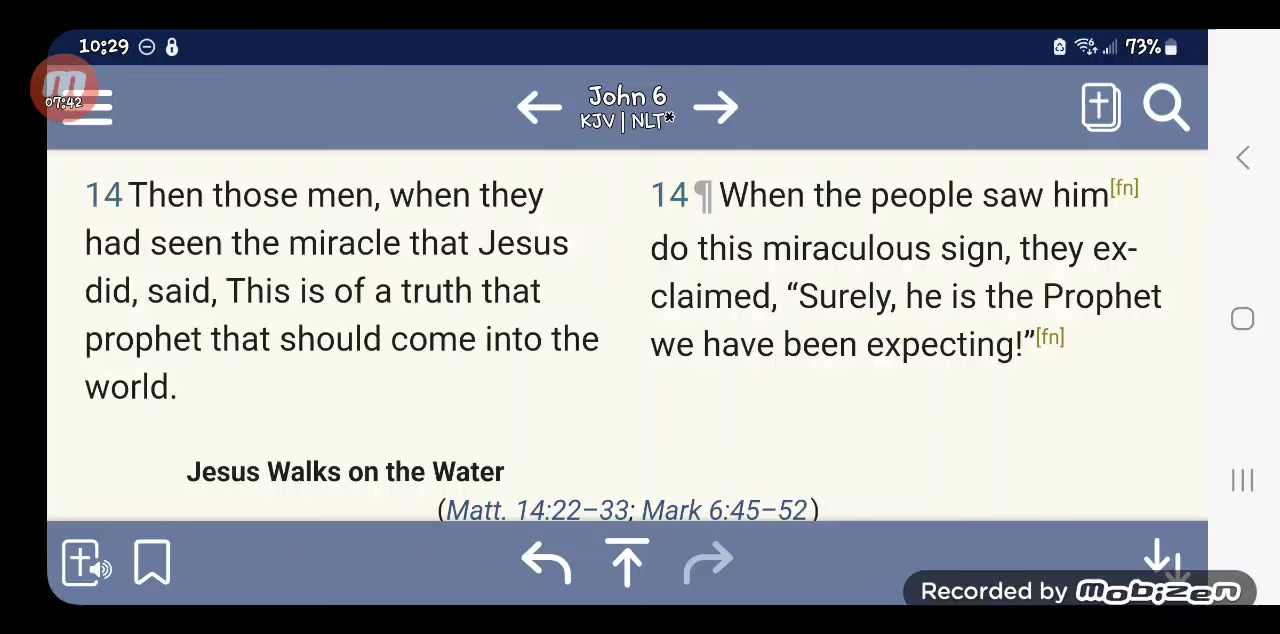 10:29
73%
07:42
John 6
KJV | NLT*
14 Then those men, when they
had seen the miracle that Jesus
did, said, This is of a truth that
prophet that should come into the
world.
14 ¶ When the people saw him[fn]
do this miraculous sign, they ex-
claimed, “Surely, he is the Prophet
we have been expecting!”[fn]
Jesus Walks on the Water
(Matt. 14:22–33; Mark 6:45–52)
Recorded by mobizen